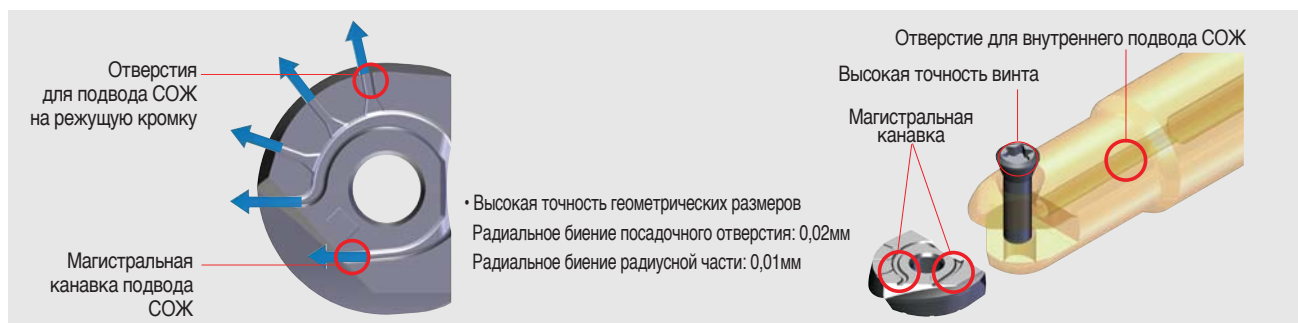 Отверстия
для подвода СОЖ
на режущую кромку
Магистральная
канавка подвода
СОЖ
• Высокая точность геометрических размеров
Радиальное биение посадочного отверстия: 0,02мм
Радиальное биение радиусной части: 0,01мм
Отверстие для внутреннего подвода СОЖ
Высокая точность винта
Магистральная
канавка